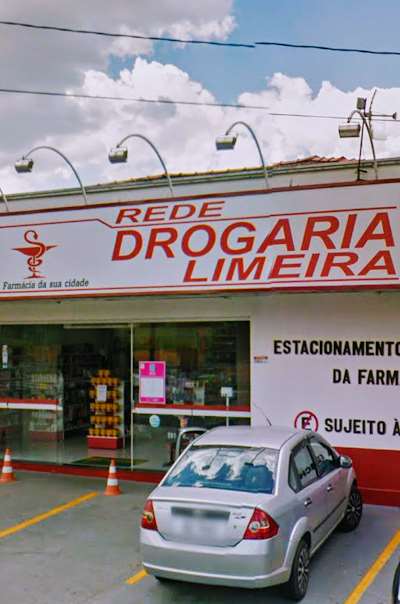 REDE
DROGARIA
LIMEIRA
Farmácia da sua cidade
ESTACIONAMENTO
DA FARM
E SUJEITO À